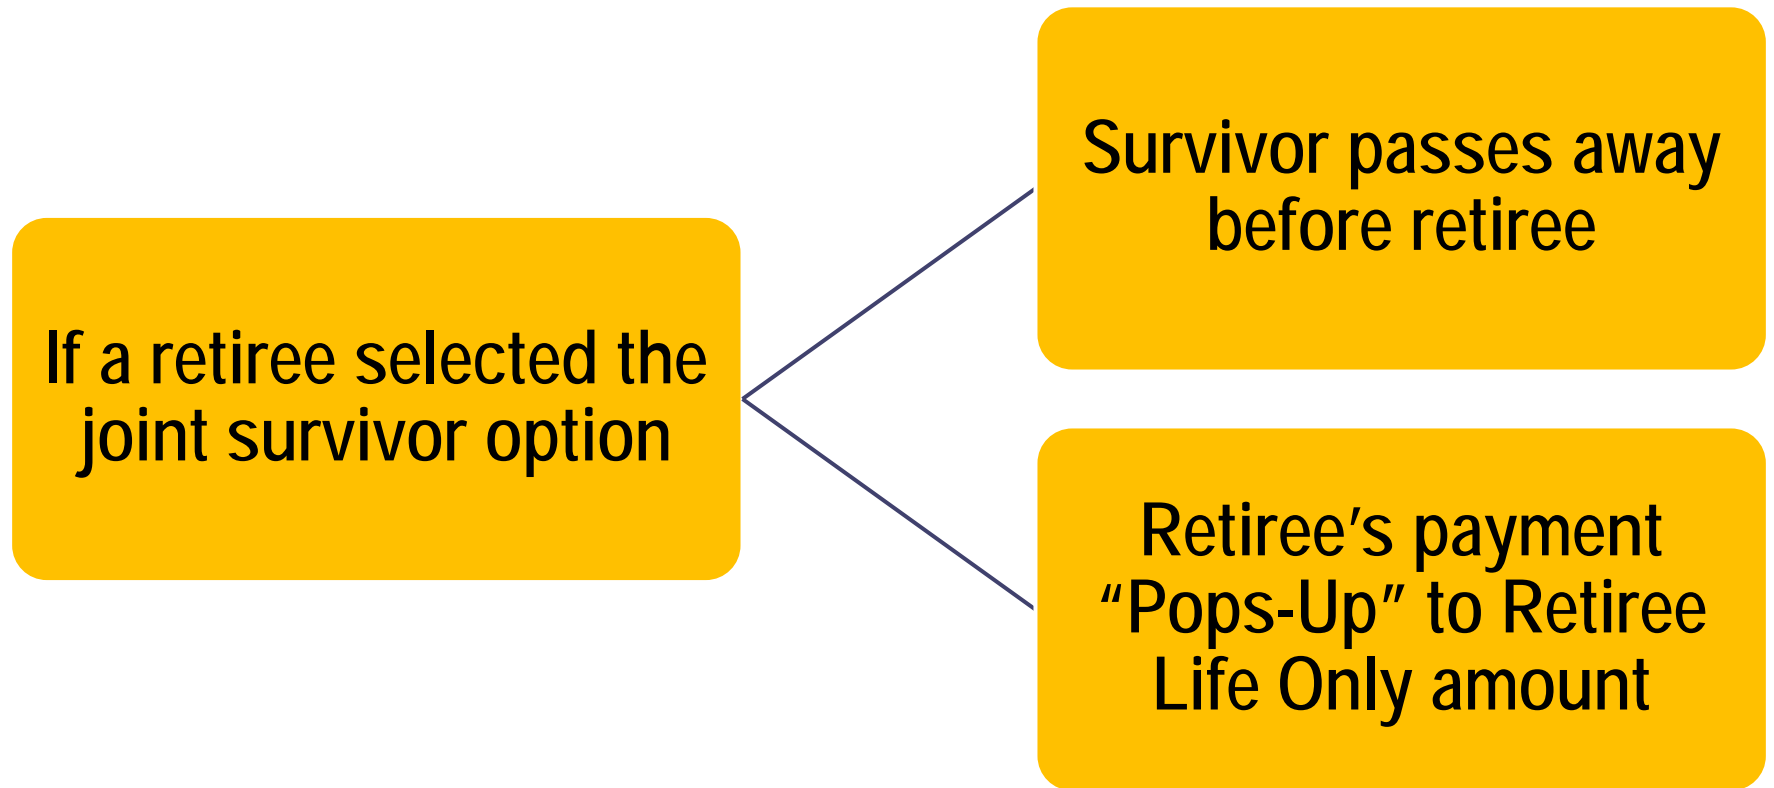 If a retiree selected the
joint survivor option
Survivor passes away
before retiree
Retiree’s payment
“Pops-Up” to Retiree
Life Only amount